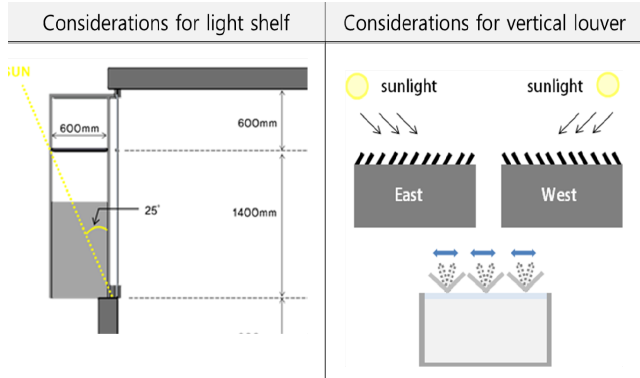 Considerations for light shelf
Considerations for vertical louver
SUN
600mm
600mm
25°
1400mm
sunlight
sunlight
East
West